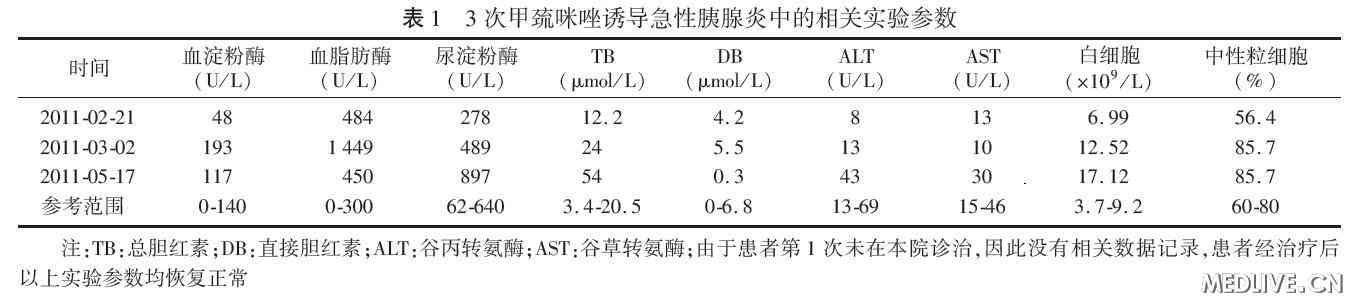 表1 3次甲巯咪唑诱导急性胰腺炎中的相关实验参数
时间 血淀粉酶 (U/L) 血脂肪酶 (U/L) 尿淀粉酶 (U/L) TB (μmol/L) DB (μmol/L) ALT (U/L) AST (U/L) 白细胞 (×10⁹/L) 中性粒细胞 (%)
2011-02-21 48 484 278 12.2 4.2 8 13 6.99 56.4
2011-03-02 193 1 449 489 24 5.5 13 10 12.52 85.7
2011-05-17 117 450 897 54 0.3 43 30 17.12 85.7
参考范围 0-140 0-300 62-640 3.4-20.5 0-6.8 13-69 15-46 3.7-9.2 60-80
注:TB:总胆红素;DB:直接胆红素;ALT:谷丙转氨酶;AST:谷草转氨酶;由于患者第1次未在本院诊治,因此没有相关数据记录,患者经治疗后
以上实验参数均恢复正常
MEDLIVE.CN